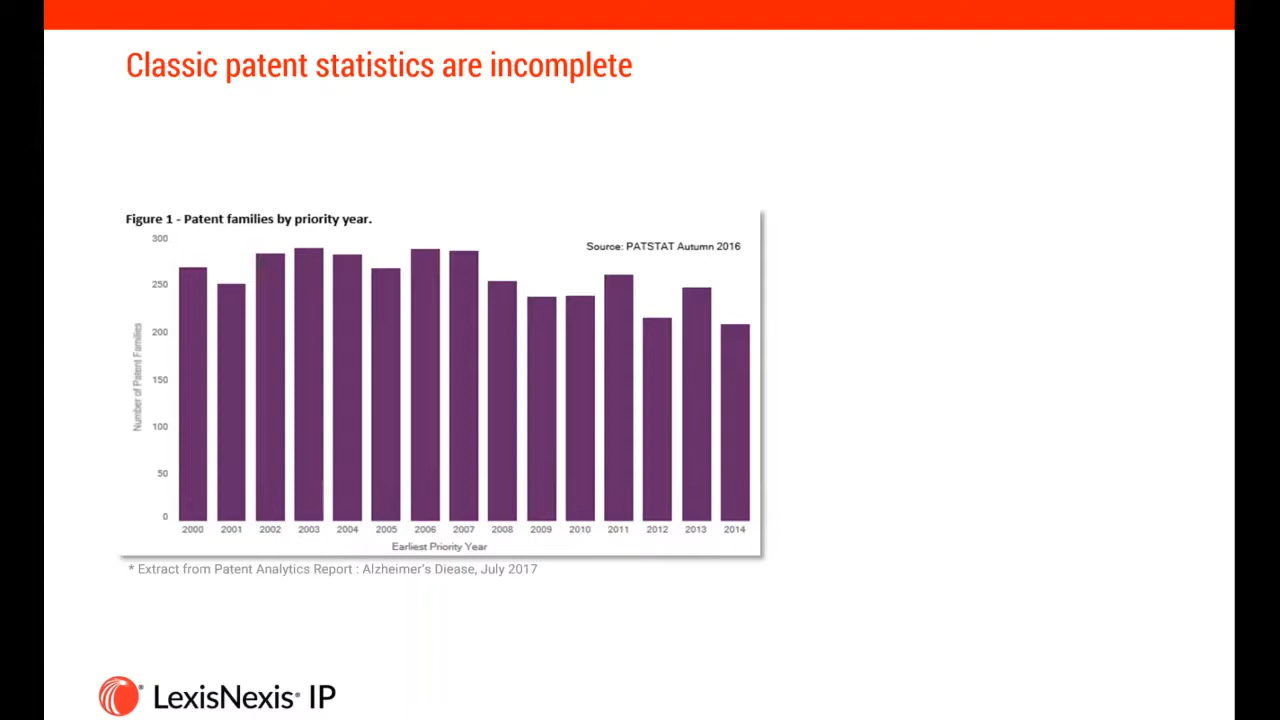 Classic patent statistics are incomplete
Figure 1 - Patent families by priority year.
Source: PATSTAT Autumn 2016
300
250
200
150
100
50
0
Number of Patent Families
2000 2001 2002 2003 2004 2005 2006 2007 2008 2009 2010 2011 2012 2013 2014
Earliest Priority Year
* Extract from Patent Analytics Report : Alzheimer's Diease, July 2017
LexisNexis® IP